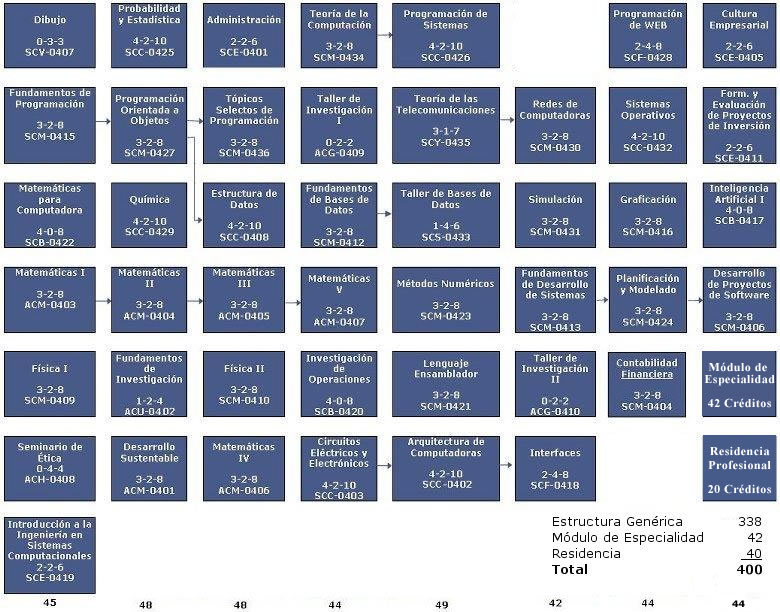 Dibujo
0-3-3
SCV-0407
Probabilidad
y Estadística
4-2-10
SCC-0425
Administración
2-2-6
SCE-0401
Teoría de la
Computación
3-2-8
SCM-0434
Programación de
Sistemas
4-2-10
SCC-0426
Programación
de WEB
2-4-8
SCF-0428
Cultura
Empresarial
2-2-6
SCE-0405
Fundamentos de
Programación
3-2-8
SCM-0415
Programación
Orientada a
Objetos
3-2-8
SCM-0427
Tópicos
Selectos de
Programación
3-2-8
SCM-0436
Taller de
Investigación
I
0-2-2
ACG-0409
Teoría de las
Telecomunicaciones
3-1-7
SCY-0435
Redes de
Computadoras
3-2-8
SCM-0430
Sistemas
Operativos
4-2-10
SCC-0432
Form. y
Evaluación
de Proyectos
de Inversión
2-2-6
SCE-0411
Matemáticas
para
Computadora
4-0-8
SCB-0422
Química
4-2-10
SCC-0429
Estructura de
Datos
4-2-10
SCC-0408
Fundamentos
de Bases de
Datos
3-2-8
SCM-0412
Taller de Bases de
Datos
1-4-6
SCS-0433
Simulación
3-2-8
SCM-0431
Graficación
3-2-8
SCM-0416
Inteligencia
Artificial I
4-0-8
SCB-0417
Matemáticas I
3-2-8
ACM-0403
Matemáticas
II
3-2-8
ACM-0404
Matemáticas
III
3-2-8
ACM-0405
Matemáticas
V
3-2-8
ACM-0407
Métodos Numéricos
3-2-8
SCM-0423
Fundamentos
de Desarrollo
de Sistemas
3-2-8
SCM-0413
Planificación
y Modelado
3-2-8
SCM-0424
Desarrollo
de Proyectos
de Software
3-2-8
SCM-0406
Física I
3-2-8
SCM-0409
Fundamentos
de
Investigación
1-2-4
ACU-0402
Física II
3-2-8
SCM-0410
Investigación
de
Operaciones
4-0-8
SCB-0420
Lenguaje
Ensamblador
3-2-8
SCM-0421
Taller de
Investigación
II
0-2-2
ACG-0410
Contabilidad
Financiera
3-2-8
SCM-0404
Módulo de
Especialidad
42 Créditos
Seminario de
Ética
0-4-4
ACH-0408
Desarrollo
Sustentable
3-2-8
ACM-0401
Matemáticas
IV
3-2-8
ACM-0406
Circuitos
Eléctricos y
Electrónicos
4-2-10
SCC-0403
Arquitectura de
Computadoras
4-2-10
SCC-0402
Interfaces
2-4-8
SCF-0418
Residencia
Profesional
20 Créditos
Introducción a la
Ingeniería en
Sistemas
Computacionales
2-2-6
SCE-0419
Estructura Genérica 338
Módulo de Especialidad 42
Residencia 40
Total 400
45 48 48 44 49 42 44 44